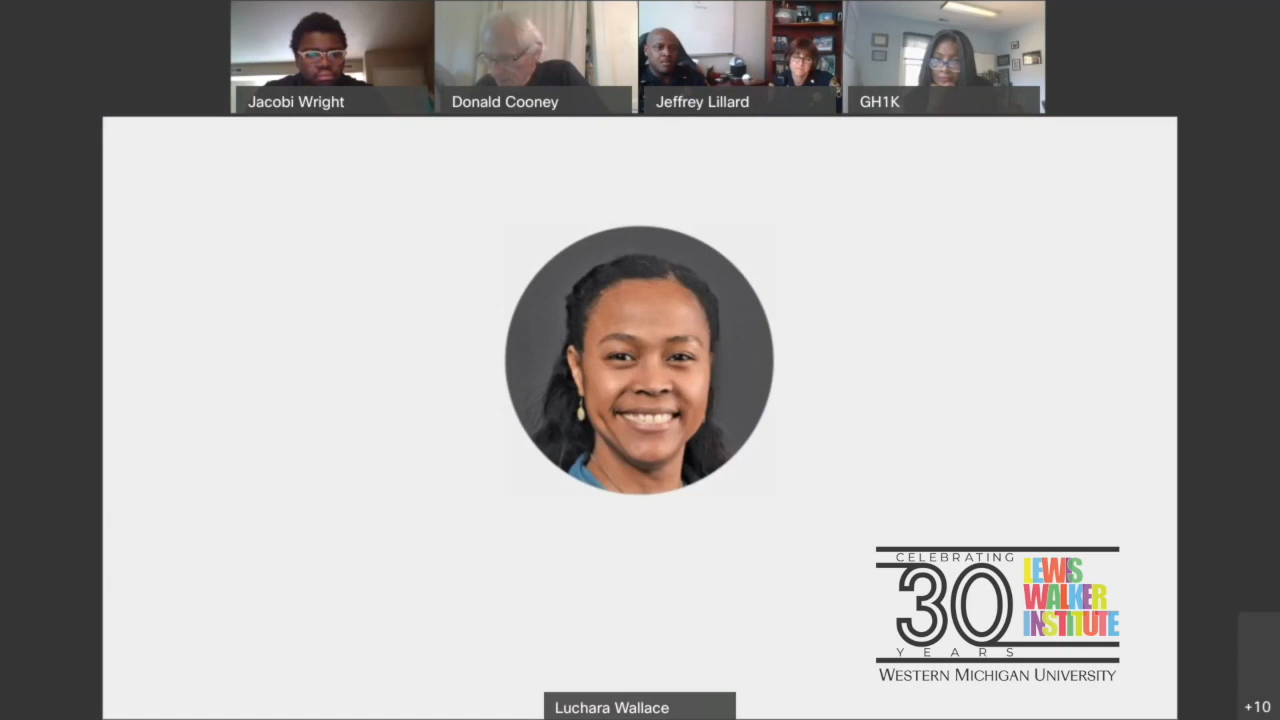 Jacobi Wright
Donald Cooney
Jeffrey Lillard
GH1K
CELEBRATING
30
YEARS
LEWIS
WALKER
INSTITUTE
WESTERN MICHIGAN UNIVERSITY
Luchara Wallace
+10